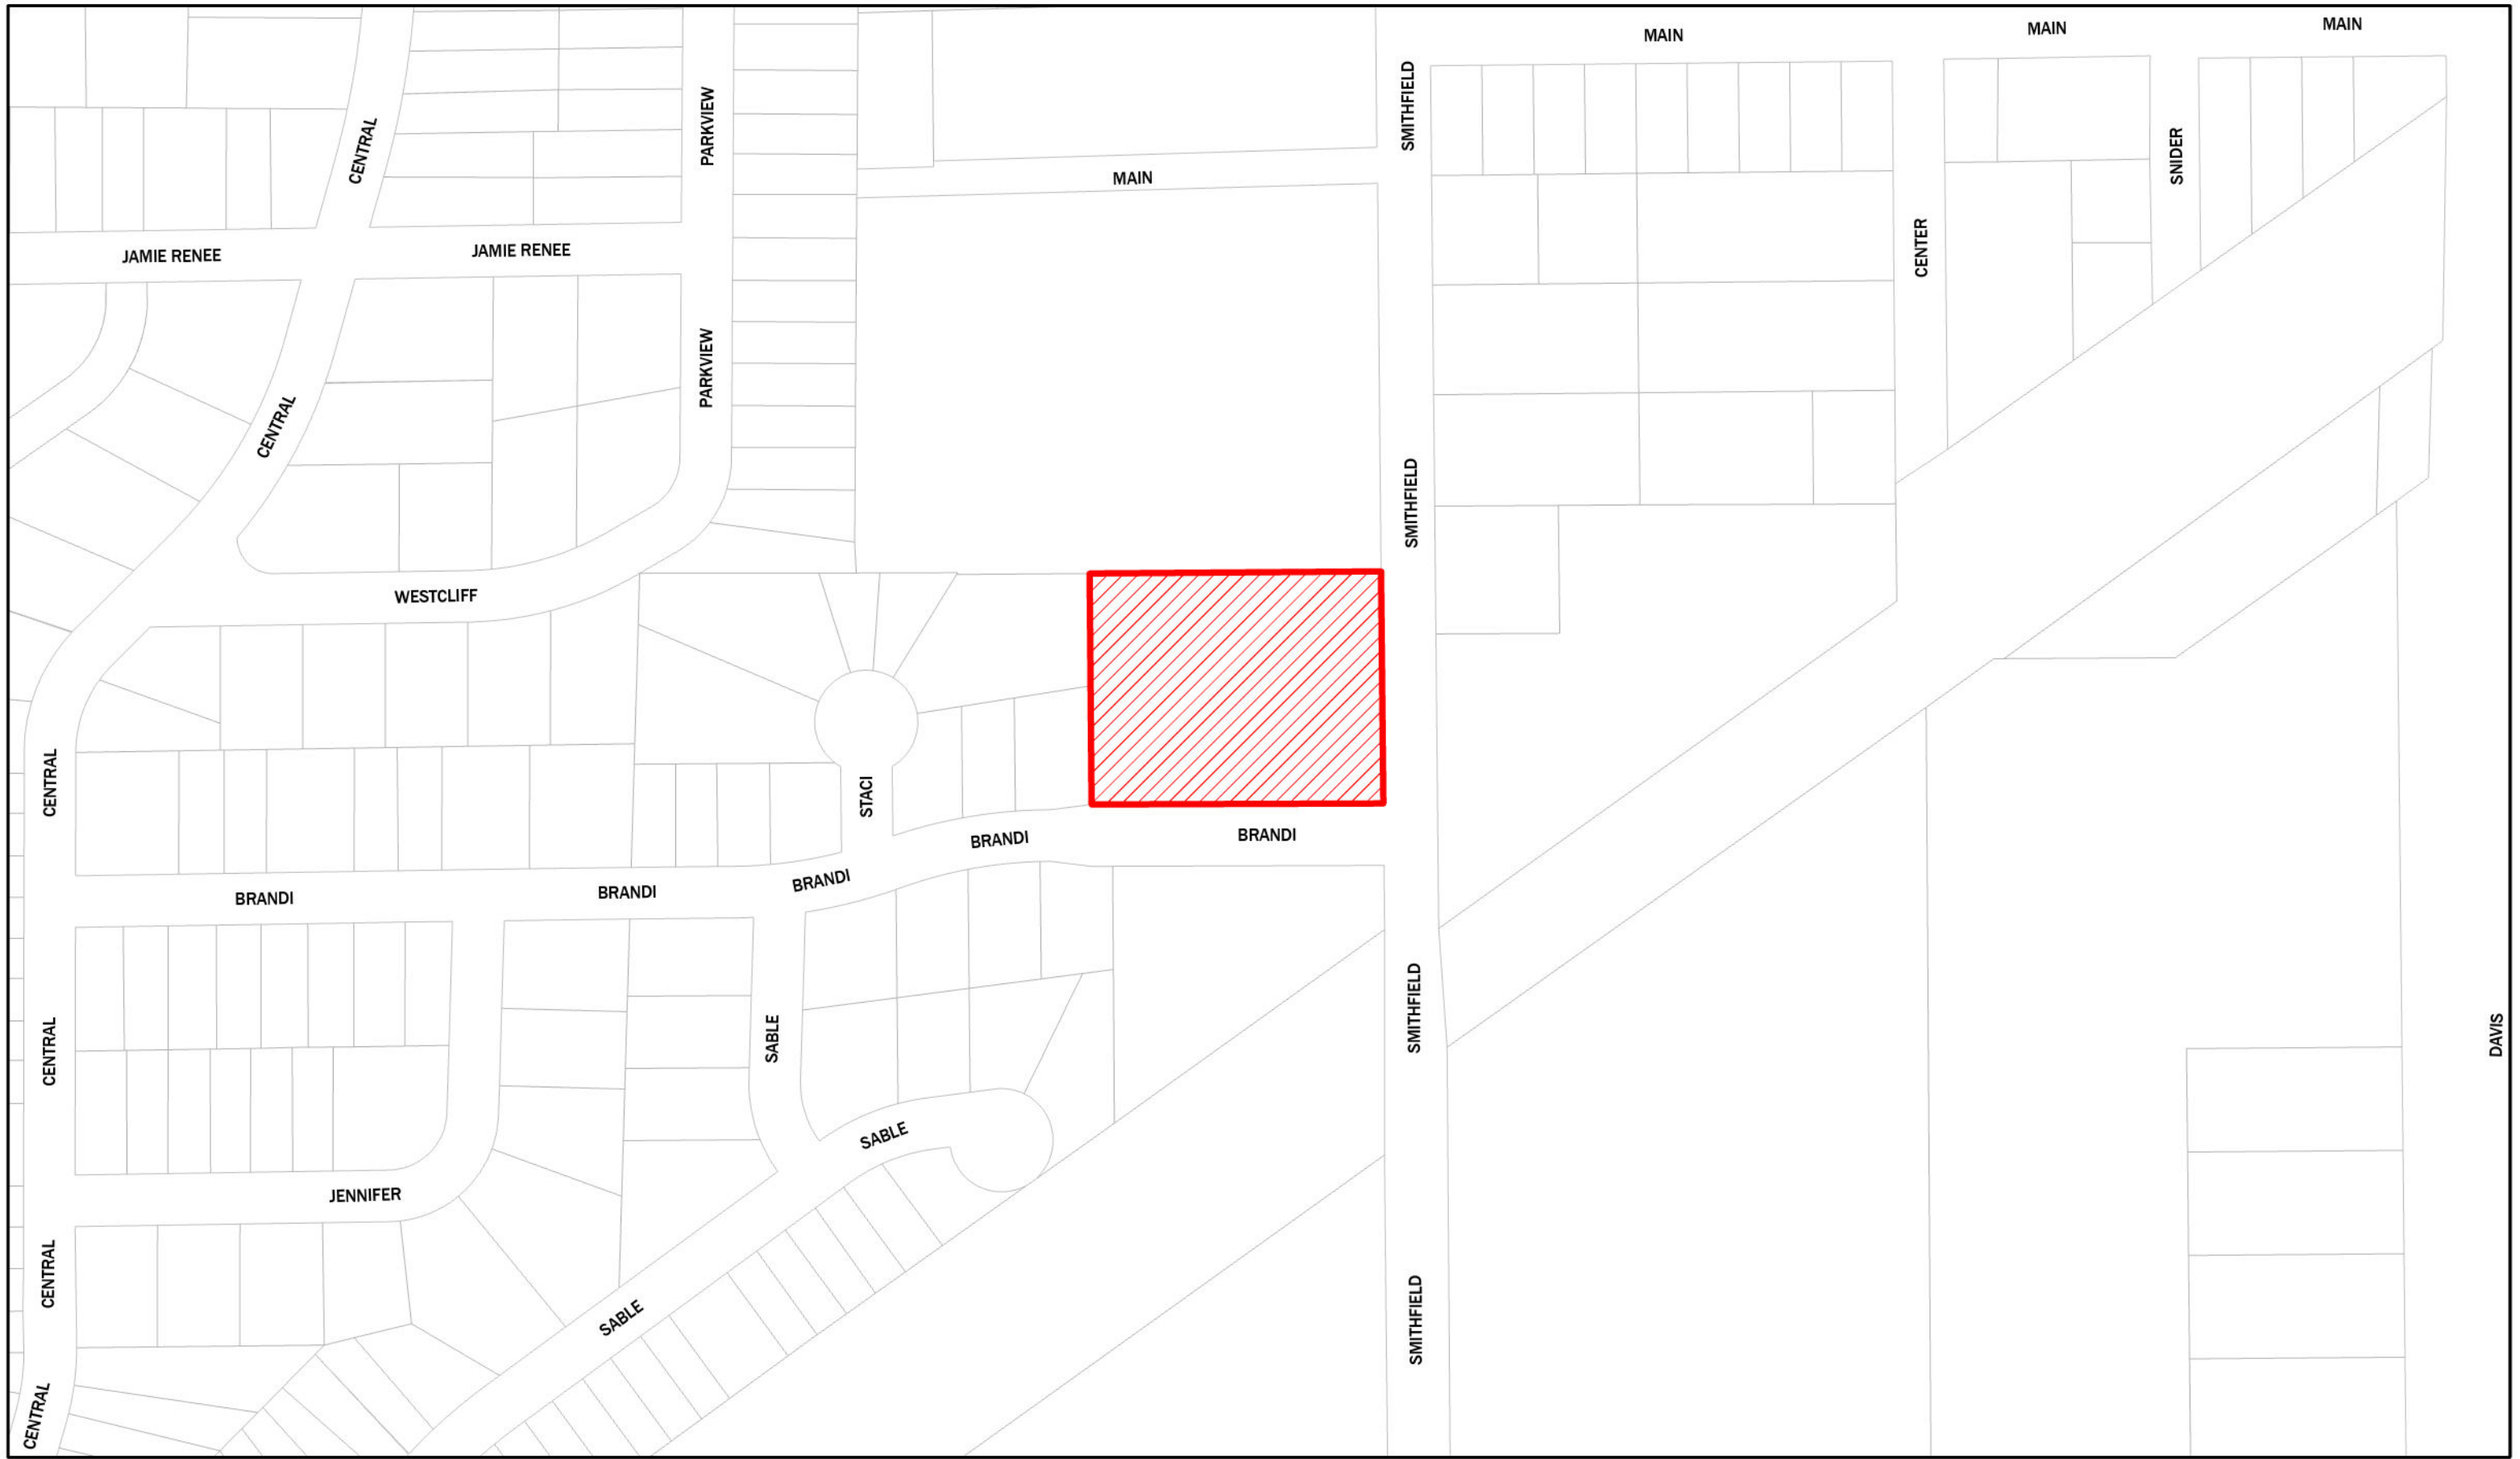 MAIN
MAIN
MAIN
SMITHFIELD
PARKVIEW
CENTRAL
SNIDER
MAIN
JAMIE RENEE
JAMIE RENEE
CENTER
PARKVIEW
CENTRAL
SMITHFIELD
WESTCLIFF
CENTRAL
STACI
BRANDI
BRANDI
BRANDI
BRANDI
BRANDI
SMITHFIELD
CENTRAL
SABLE
DAVIS
SABLE
JENNIFER
CENTRAL
SABLE
SMITHFIELD
CENTRAL